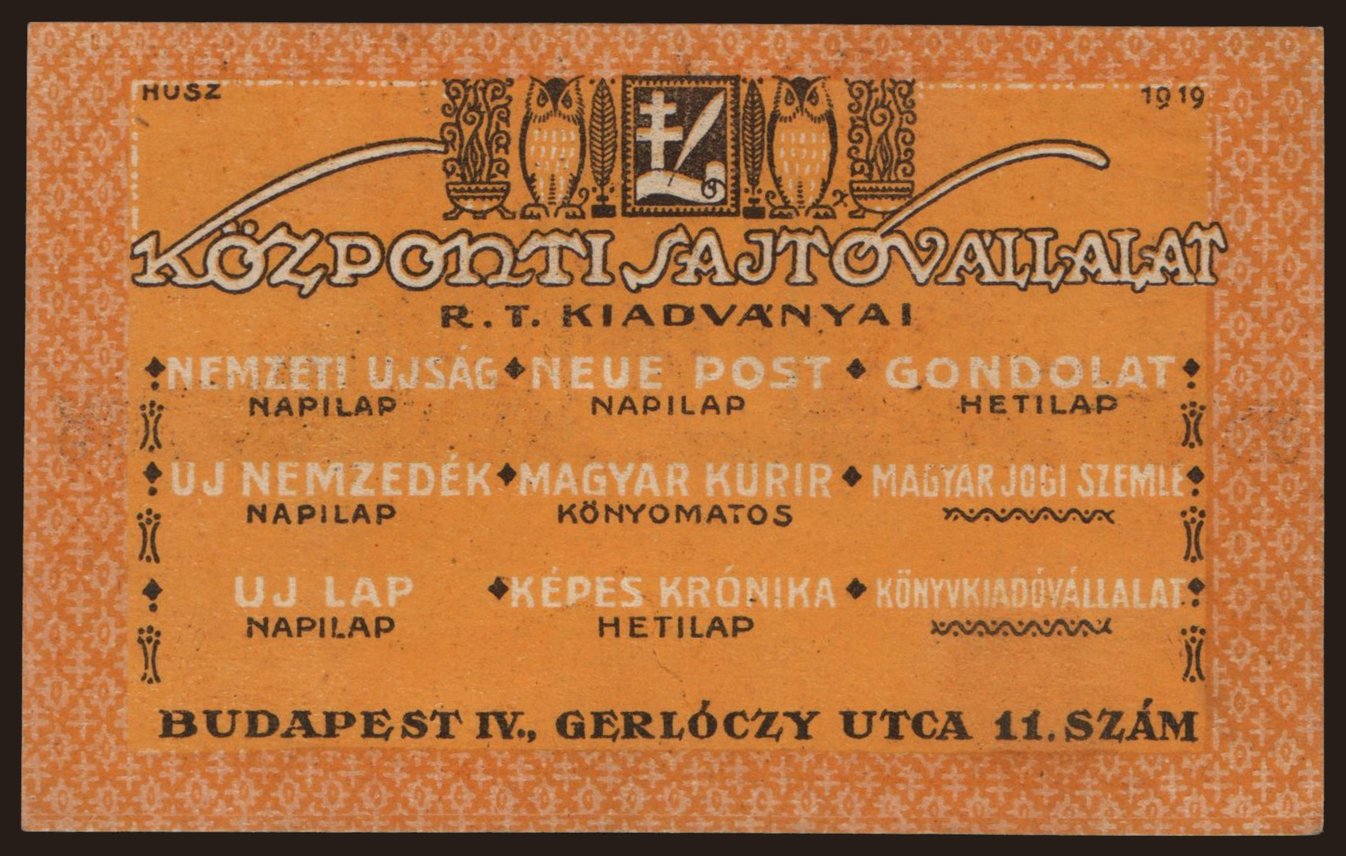 HUSZ 1919
KÖZPONTI SAJTÓVÁLLALAT
R.T. KIADVÁNYAI
NEMZETI UJSÁG NEUE POST GONDOLAT
NAPILAP NAPILAP HETILAP
UJ NEMZEDÉK MAGYAR KURIR MAGYAR JOGI SZEMLE
NAPILAP KÖNYOMATOS
UJ LAP KÉPES KRÓNIKA KÖNYVKIADÓVÁLLALAT
NAPILAP HETILAP
BUDAPEST IV., GERLÓCZY UTCA 11. SZÁM